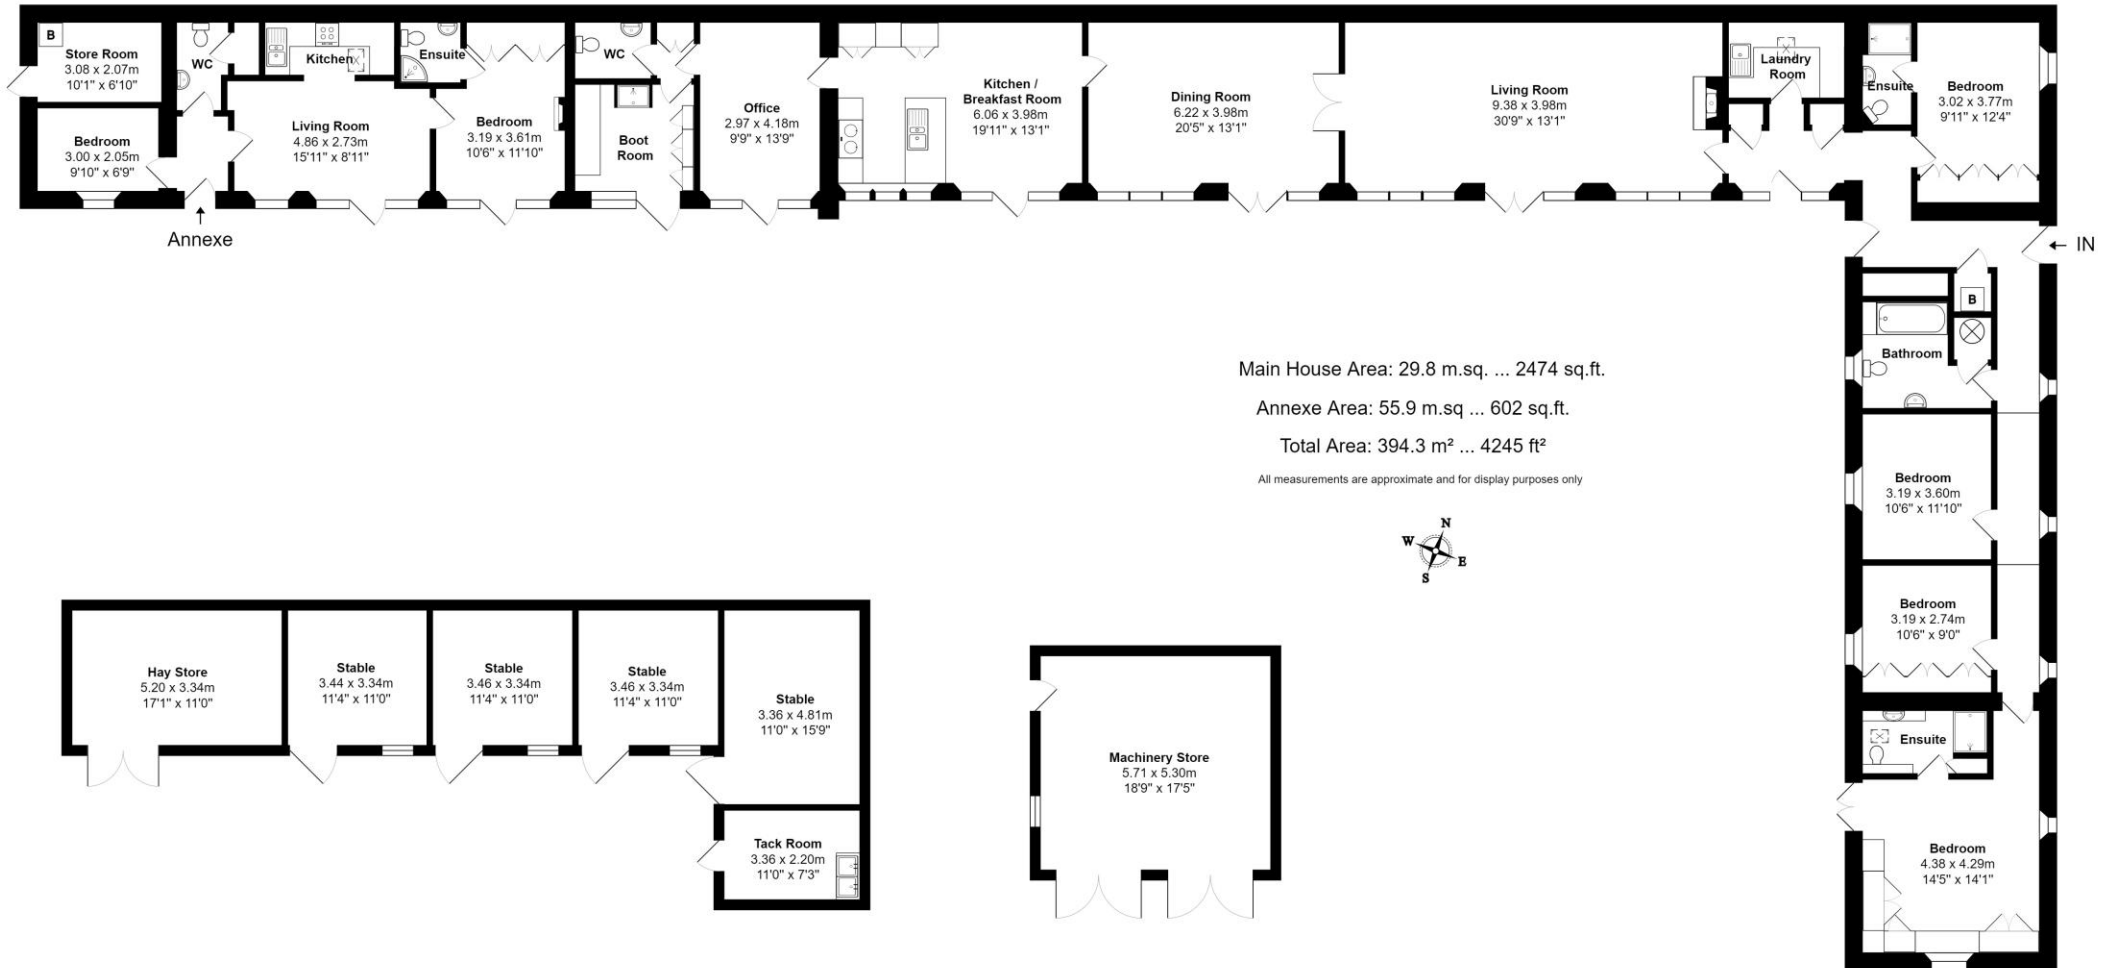 B
Store Room
3.08 x 2.07m
10'1" x 6'10"
Bedroom
3.00 x 2.05m
9'10" x 6'9"
WC
Kitchen
Living Room
4.86 x 2.73m
15'11" x 8'11"
Ensuite
Bedroom
3.19 x 3.61m
10'6" x 11'10"
WC
Boot
Room
Office
2.97 x 4.18m
9'9" x 13'9"
Kitchen /
Breakfast Room
6.06 x 3.98m
19'11" x 13'1"
Dining Room
6.22 x 3.98m
20'5" x 13'1"
Living Room
9.38 x 3.98m
30'9" x 13'1"
Laundry
Room
Ensuite
Bedroom
3.02 x 3.77m
9'11" x 12'4"
Annexe
IN
B
Bathroom
Bedroom
3.19 x 3.60m
10'6" x 11'10"
Bedroom
3.19 x 2.74m
10'6" x 9'0"
Ensuite
Bedroom
4.38 x 4.29m
14'5" x 14'1"
Main House Area: 29.8 m.sq. ... 2474 sq.ft.
Annexe Area: 55.9 m.sq ... 602 sq.ft.
Total Area: 394.3 m² ... 4245 ft²
All measurements are approximate and for display purposes only
N
W
E
S
Hay Store
5.20 x 3.34m
17'1" x 11'0"
Stable
3.44 x 3.34m
11'4" x 11'0"
Stable
3.46 x 3.34m
11'4" x 11'0"
Stable
3.46 x 3.34m
11'4" x 11'0"
Stable
3.36 x 4.81m
11'0" x 15'9"
Tack Room
3.36 x 2.20m
11'0" x 7'3"
Machinery Store
5.71 x 5.30m
18'9" x 17'5"